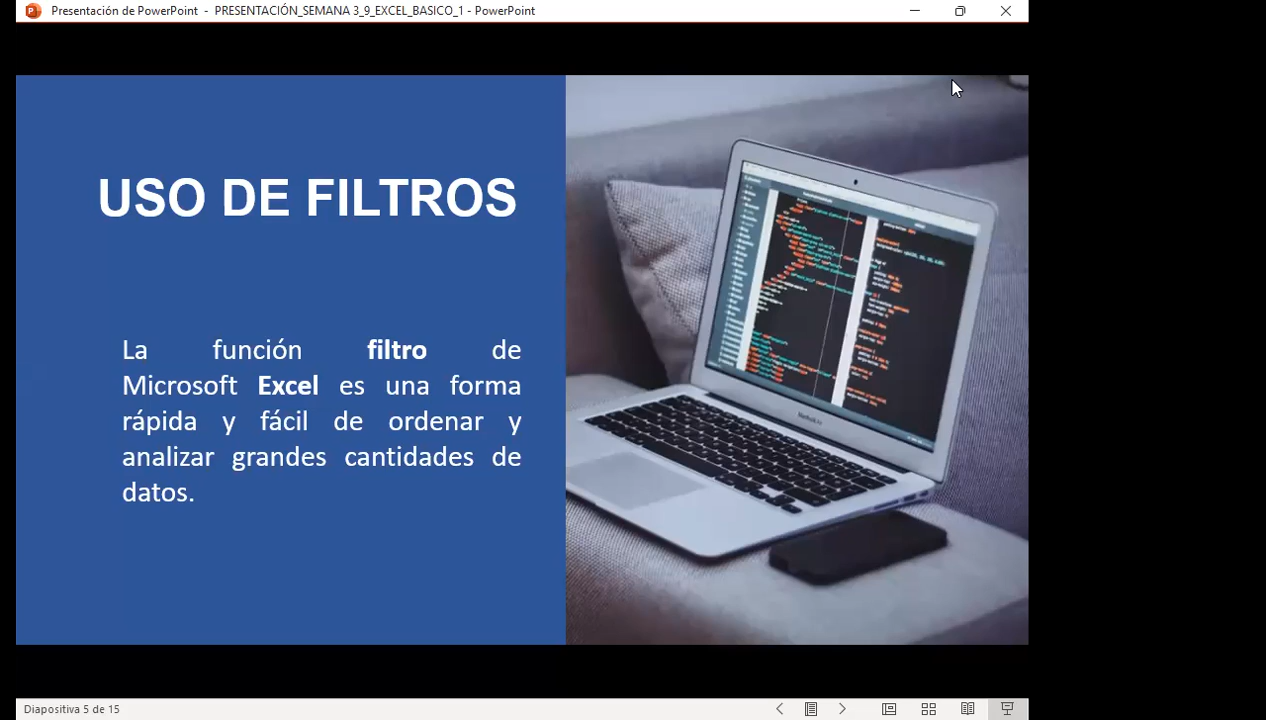 Presentación de PowerPoint - PRESENTACIÓN_SEMANA 3_9_EXCEL_BASICO_1 - PowerPoint
USO DE FILTROS
La función filtro de
Microsoft Excel es una forma
rápida y fácil de ordenar y
analizar grandes cantidades de
datos.
Diapositiva 5 de 15